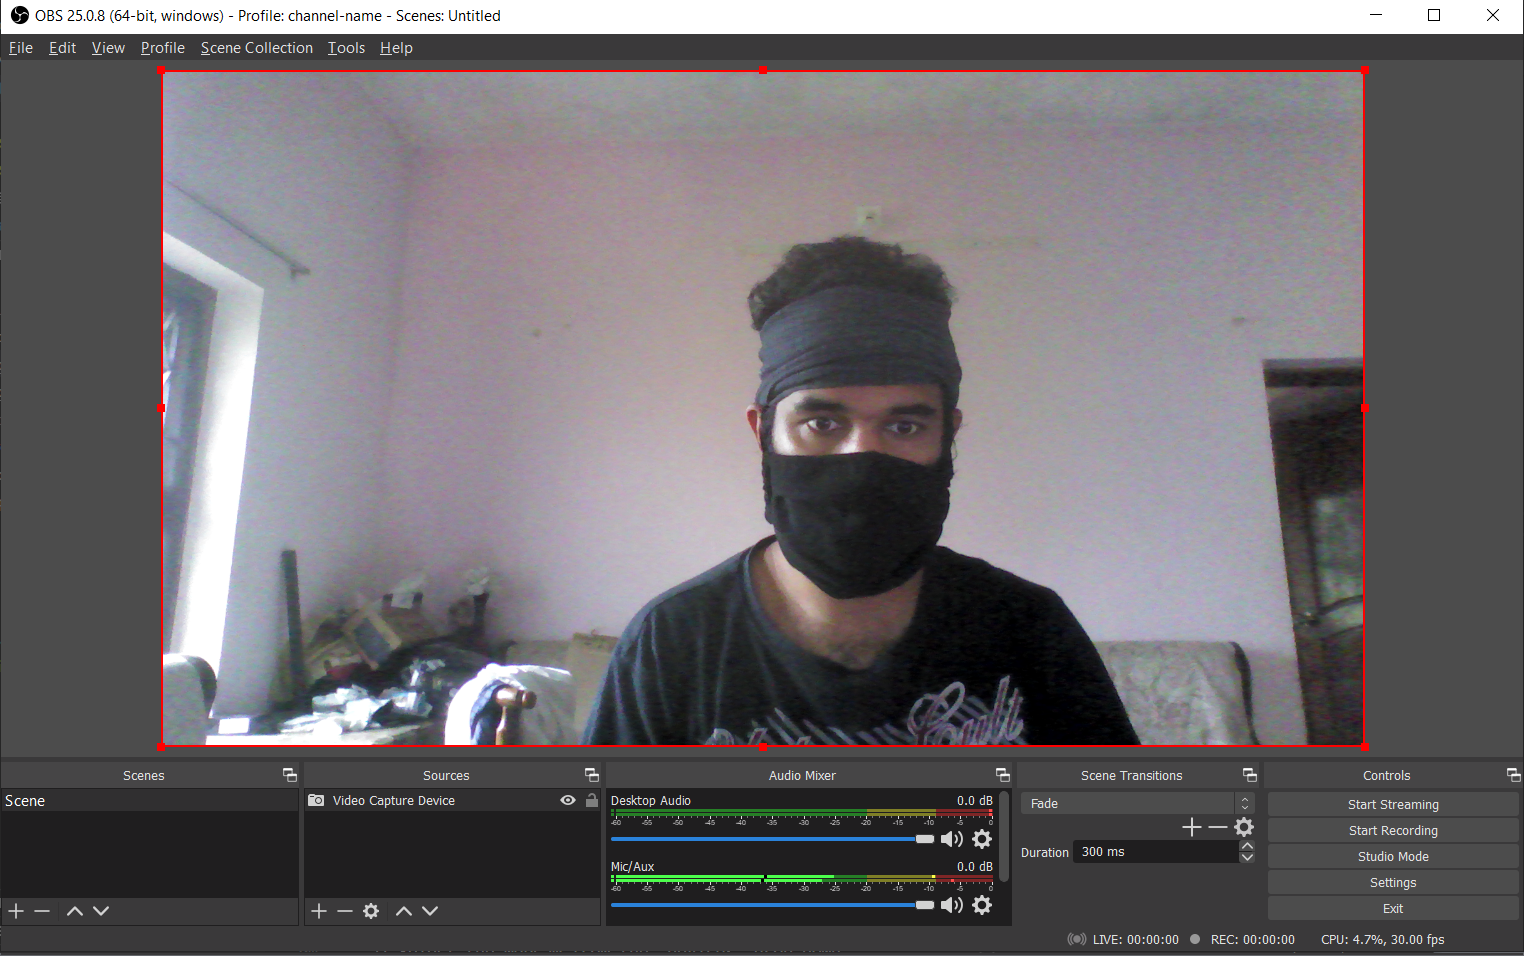 OBS 25.0.8 (64-bit, windows) - Profile: channel-name - Scenes: Untitled
File Edit View Profile Scene Collection Tools Help
Scenes
Scene
Sources
Video Capture Device
Audio Mixer
Desktop Audio 0.0 dB
-60 -55 -50 -45 -40 -35 -30 -25 -20 -15 -10 -5 0
Mic/Aux 0.0 dB
-60 -55 -50 -45 -40 -35 -30 -25 -20 -15 -10 -5 0
Scene Transitions
Fade
Duration 300 ms
Controls
Start Streaming
Start Recording
Studio Mode
Settings
Exit
LIVE: 00:00:00 REC: 00:00:00 CPU: 4.7%, 30.00 fps